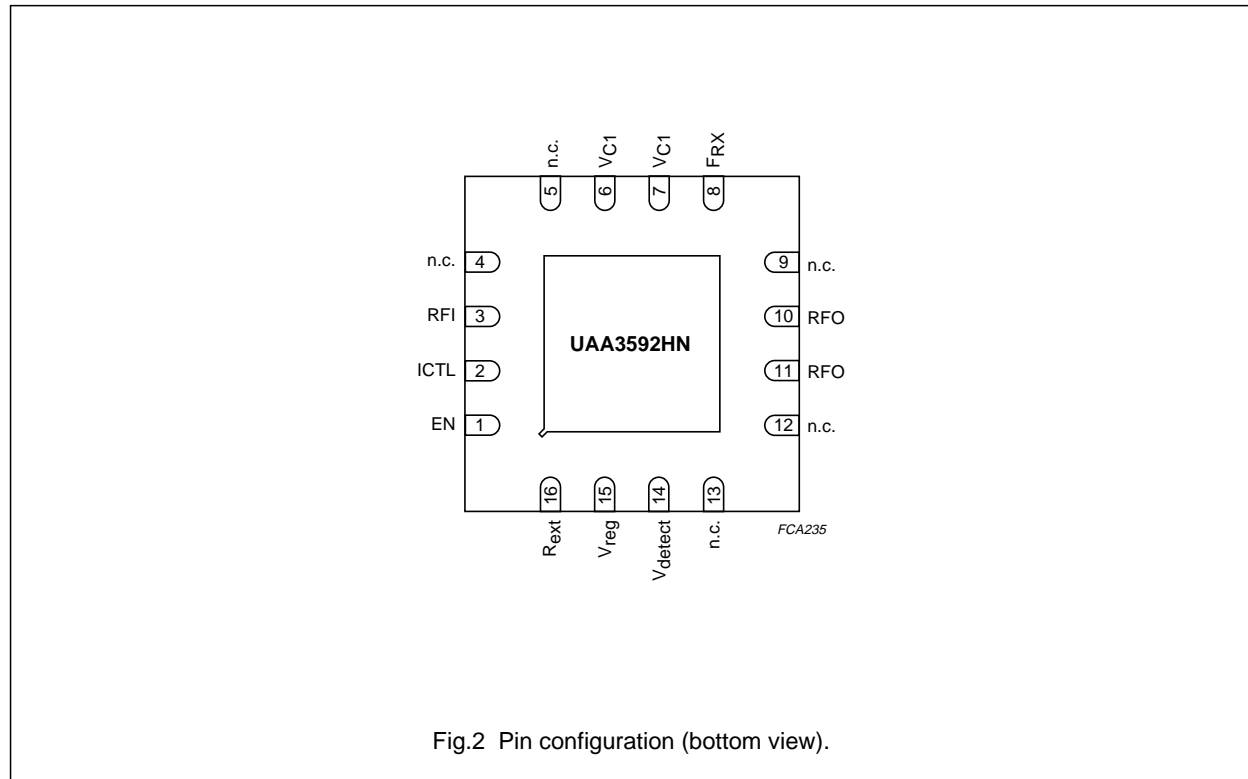 n.c.
VC1
VC1
FRX
5
6
7
8
n.c. 4
9 n.c.
RFI 3
10 RFO
UAA3592HN
ICTL 2
11 RFO
EN 1
12 n.c.
16
15
14
13
Rext
Vreg
Vdetect
n.c.
FCA235
Fig.2 Pin configuration (bottom view).